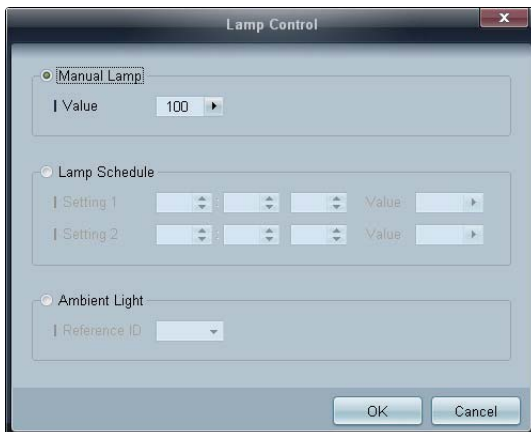 Lamp Control
x
Manual Lamp
Value 100
Lamp Schedule
Setting 1 : Value
Setting 2 : Value
Ambient Light
Reference ID
OK Cancel